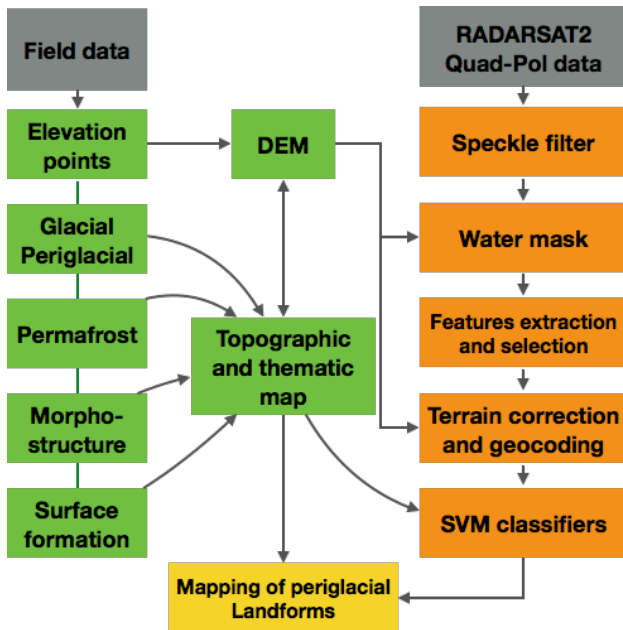 Field data
RADARSAT2
Quad-Pol data
Elevation
points
DEM
Speckle filter
Glacial
Periglacial
Water mask
Permafrost
Topographic
and thematic
map
Features extraction
and selection
Morpho-
structure
Terrain correction
and geocoding
Surface
formation
SVM classifiers
Mapping of periglacial
Landforms